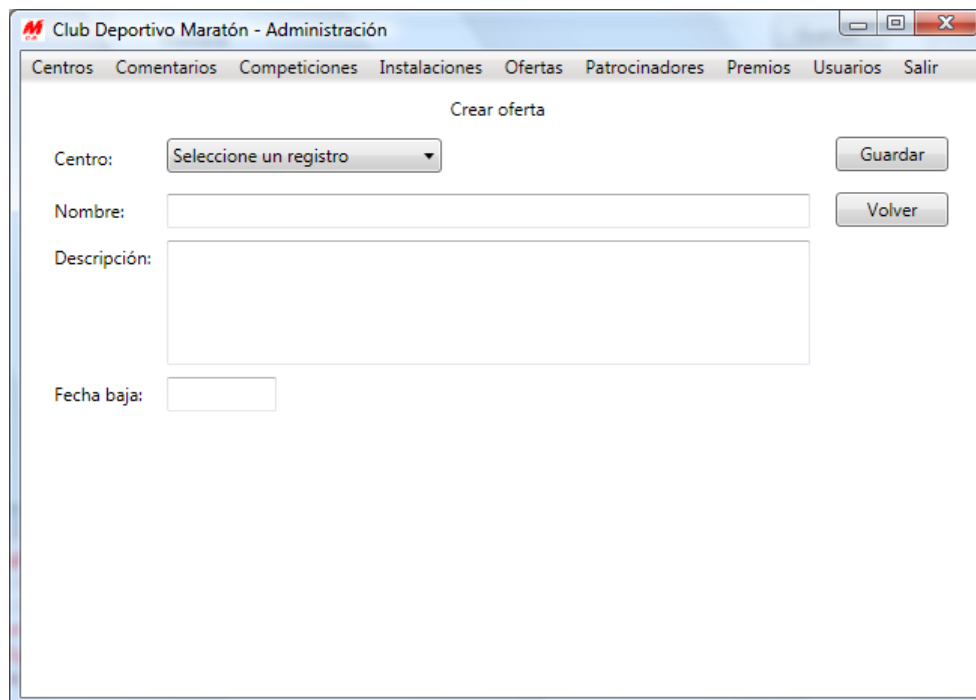 Club Deportivo Maratón - Administración
Centros Comentarios Competiciones Instalaciones Ofertas Patrocinadores Premios Usuarios Salir
Crear oferta
Centro: Seleccione un registro Guardar
Nombre: Volver
Descripción:
Fecha baja: